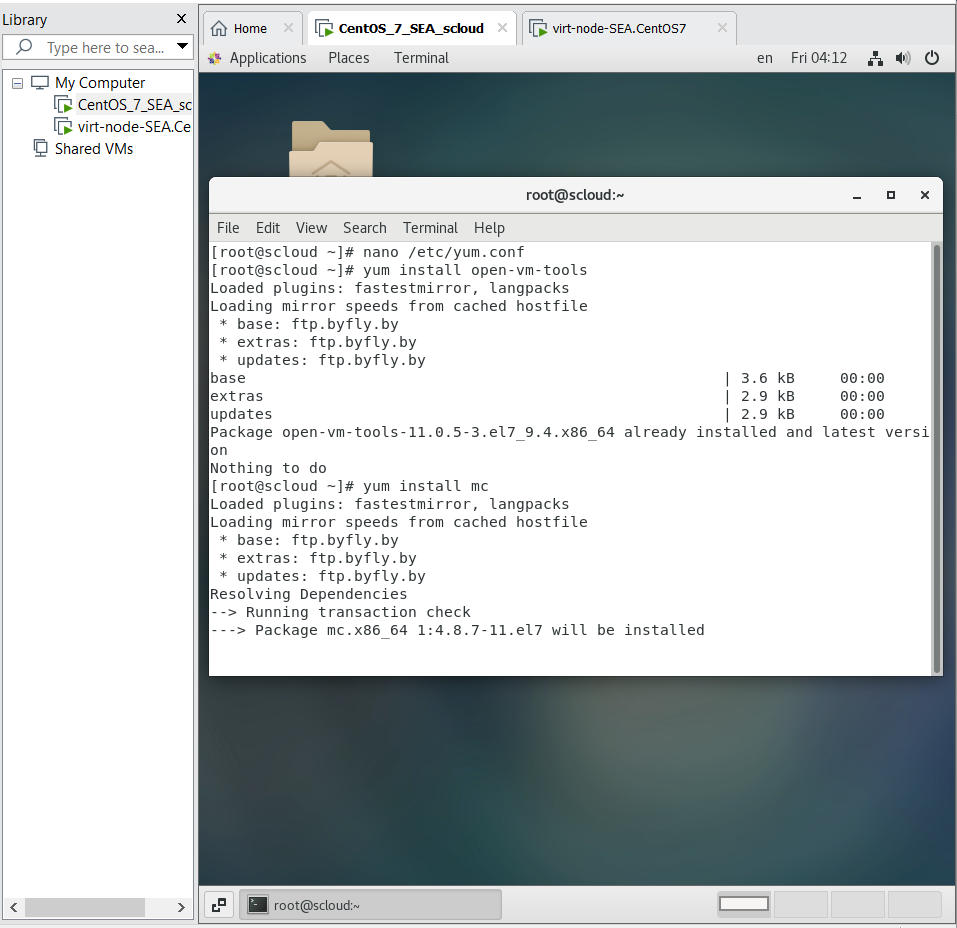 Library
Type here to sea...
My Computer
CentOS_7_SEA_sc
virt-node-SEA.Ce
Shared VMs
Home
CentOS_7_SEA_scloud
virt-node-SEA.CentOS7
Applications Places Terminal en Fri 04:12
root@scloud:~
File Edit View Search Terminal Help
[root@scloud ~]# nano /etc/yum.conf
[root@scloud ~]# yum install open-vm-tools
Loaded plugins: fastestmirror, langpacks
Loading mirror speeds from cached hostfile
 * base: ftp.byfly.by
 * extras: ftp.byfly.by
 * updates: ftp.byfly.by
base | 3.6 kB 00:00
extras | 2.9 kB 00:00
updates | 2.9 kB 00:00
Package open-vm-tools-11.0.5-3.el7_9.4.x86_64 already installed and latest versi
on
Nothing to do
[root@scloud ~]# yum install mc
Loaded plugins: fastestmirror, langpacks
Loading mirror speeds from cached hostfile
 * base: ftp.byfly.by
 * extras: ftp.byfly.by
 * updates: ftp.byfly.by
Resolving Dependencies
--> Running transaction check
---> Package mc.x86_64 1:4.8.7-11.el7 will be installed
root@scloud:~